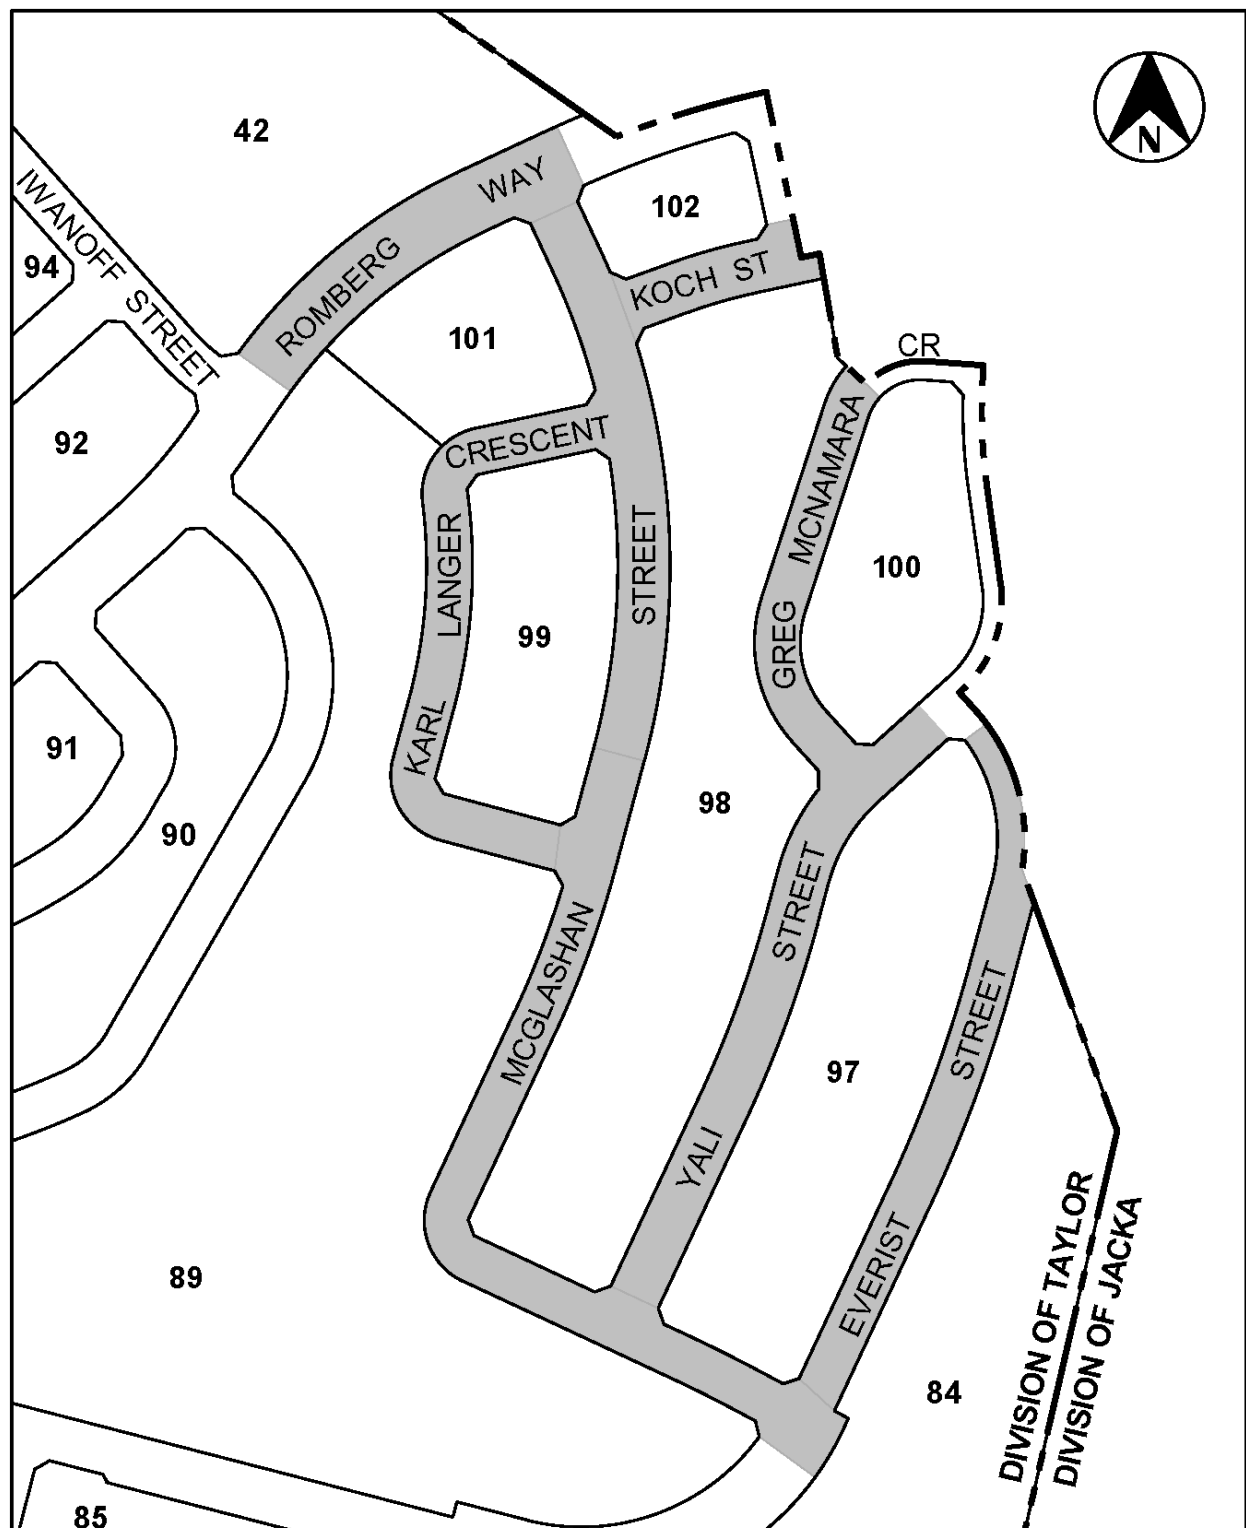 N
42
WAY
102
IWANOFF STREET
94
ROMBERG
KOCH ST
101
CR
CRESCENT
92
MCNAMARA
LANGER
STREET
100
99
GREG
KARL
91
98
90
STREET
MCGLASHAN
STREET
97
YALI
EVERIST
89
DIVISION OF TAYLOR
DIVISION OF JACKA
84
85